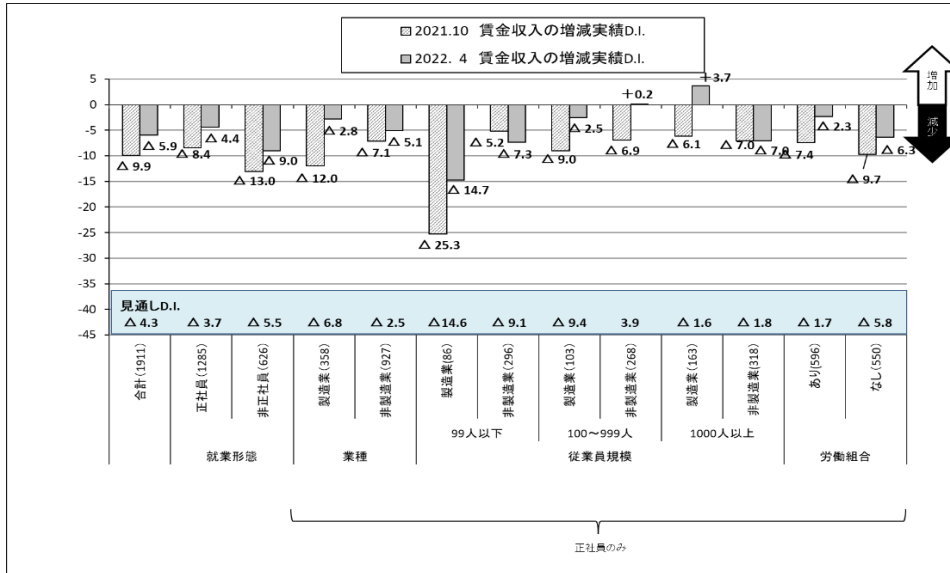 2021.10 賃金収入の増減実績D.I.
2022. 4 賃金収入の増減実績D.I.
増加
減少
5
0
-5
-10
-15
-20
-25
-30
-35
-40
-45
△ 9.9
△ 5.9
△ 8.4
△ 4.4
△ 13.0
△ 9.0
△ 12.0
△ 2.8
△ 7.1
△ 5.1
△ 25.3
△ 14.7
△ 5.2
△ 7.3
△ 9.0
△ 2.5
△ 6.9
＋0.2
△ 6.1
＋3.7
△ 7.0
△ 7.0
△ 7.4
△ 2.3
△ 9.7
△ 6.3
見通しD.I.
△ 4.3 △ 3.7 △ 5.5 △ 6.8 △ 2.5 △14.6 △ 9.1 △ 9.4 3.9 △ 1.6 △ 1.8 △ 1.7 △ 5.8
合計(1911)
正社員(1285)
非正社員(626)
製造業(358)
非製造業(927)
製造業(86)
非製造業(296)
製造業(103)
非製造業(268)
製造業(163)
非製造業(318)
あり(596)
なし(550)
99人以下 100～999人 1000人以上
就業形態 業種 従業員規模 労働組合
正社員のみ